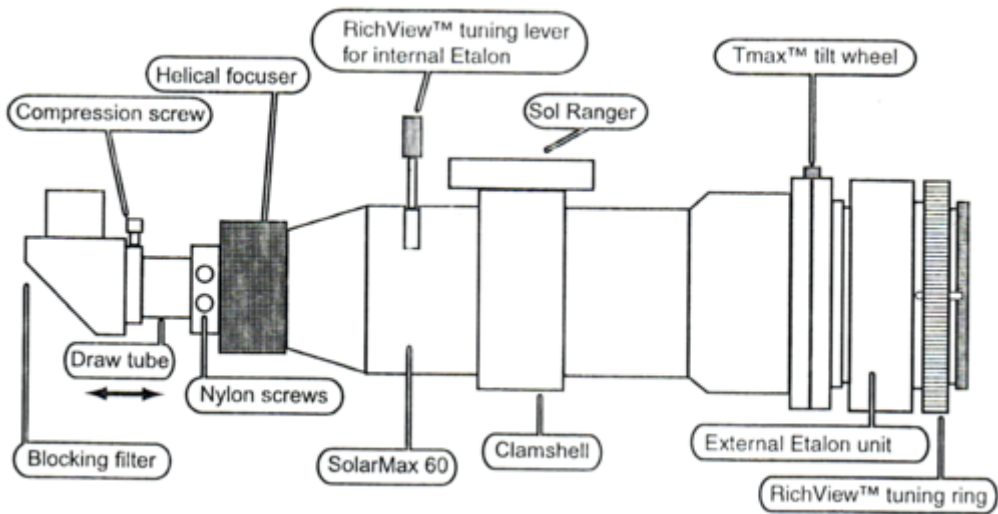 RichView™ tuning lever
for internal Etalon
Tmax™ tilt wheel
Helical focuser
Compression screw
Sol Ranger
Draw tube
Nylon screws
Blocking filter
SolarMax 60
Clamshell
External Etalon unit
RichView™ tuning ring